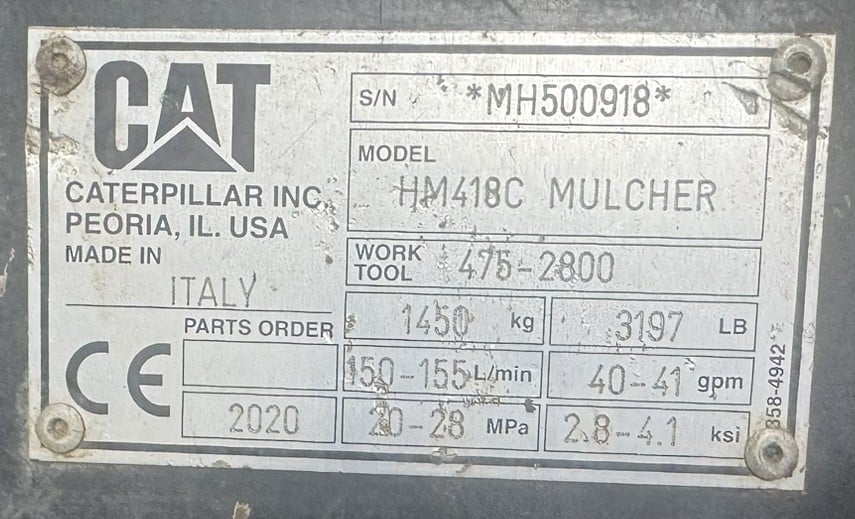 CAT
CATERPILLAR INC.
PEORIA, IL. USA
MADE IN
ITALY
S/N *MH500918*
MODEL
HM418C MULCHER
WORK TOOL 475-2800
PARTS ORDER
1450 kg 3197 LB
150-155 L/min 40-41 gpm
2020 20-28 MPa 2.8-4.1 ksi
CE
358-4942